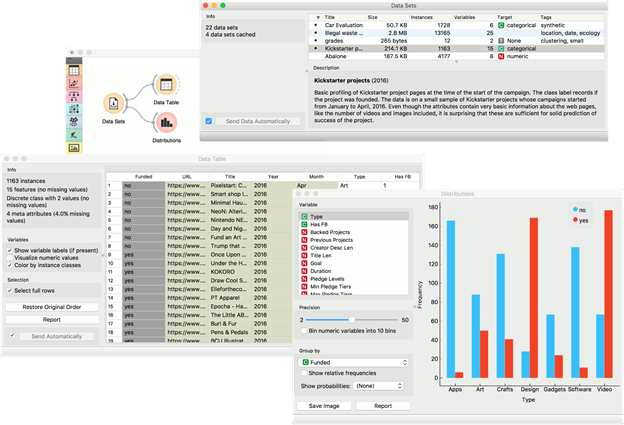 Data Sets
Info
22 data sets
4 data sets cached
Send Data Automatically
Title Size Instances Variables Target Tags
Car Evaluation 50.7 KB 1728 6 C categorical synthetic
Illegal waste ... 2.8 MB 13165 25 location, date, ecology
grades 265 bytes 12 2 ? None clustering, small
Kickstarter p... 214.1 KB 1163 15 C categorical
Abalone 187.5 KB 4177 8 N numeric
Description
Kickstarter projects (2016)
Basic profiling of Kickstarter project pages at the time of the start of the campaign. The class label records if
the project was founded. The data is on a small sample of Kickstarter projects whose campaigns
started from January to April, 2016. Even though the attributes contain very basic information about the web pages,
like the number of videos and images included, it is surprising that these are sufficient for solid prediction of
success of the project.
Data Sets
Data Table
Distributions
Data Table
Info
1163 instances
15 features (no missing values)
Discrete class with 2 values (no missing
values)
4 meta attributes (4.0% missing
values)
Variables
Show variable labels (if present)
Visualize numeric values
Color by instance classes
Selection
Select full rows
Restore Original Order
Report
Send Automatically
Funded URL Title Year Month Type Has FB
1 no https://www.... Pixelstart: C... 2016 Apr Art 1
2 no https://www.... Smart shop l... 2016
3 no https://www.... Minimal Hau... 2016
4 no https://www.... NeoN: Alteri... 2016
5 no https://www.... Nintendo NE... 2016
6 no https://www.... Day and Nig... 2016
7 no https://www.... Fund an Art ... 2016
8 no https://www.... Trump that ... 2016
9 yes https://www.... Once Upon ... 2016
10 yes https://www.... Under the H... 2016
11 yes https://www.... KOKORO 2016
12 yes https://www.... Draw Cool S... 2016
13 yes https://www.... Elleforthecо... 2016
14 yes https://www.... PT Apparel 2016
15 yes https://www.... Epocha - Ha... 2016
16 yes https://www.... The Little AB... 2016
17 yes https://www.... Burl & Fur 2016
18 yes https://www.... Pens & Pedals 2016
19 yes https://www.... BCU Illustrat... 2016
Distributions
Variable
C Type
C Has FB
N Backed Projects
N Previous Projects
N Creator Desc Len
N Title Len
N Goal
N Duration
N Pledge Levels
N Min Pledge Tiers
N Max Pledge Tiers
Precision
2 50
Bin numeric variables into 10 bins
Group by
C Funded
Show relative frequencies
Show probabilities: (None)
Save Image
Report
no
yes
Frequency
180
160
140
120
100
80
60
40
20
0
Apps Art Crafts Design Gadgets Software Video
Type